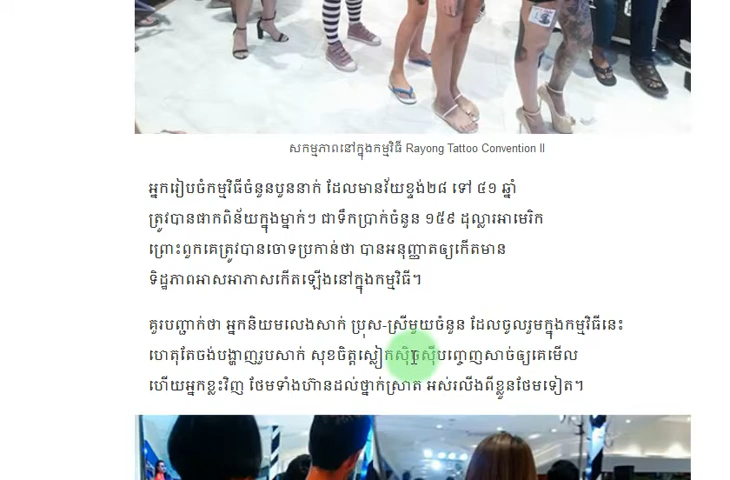 សកម្មភាពនៅក្នុងកម្មវិធី Rayong Tattoo Convention II
អ្នករៀបចំកម្មវិធីចំនួនបួននាក់ ដែលមានវ័យខ្ទង់២៨ ទៅ ៤១ ឆ្នាំ
ត្រូវបានផាកពិន័យក្នុងម្នាក់ៗ ជាទឹកប្រាក់ចំនួន ១៥៩ ដុល្លារអាមេរិក
ព្រោះពួកគេត្រូវបានចោទប្រកាន់ថា បានអនុញ្ញាតឲ្យកើតមាន
ទិដ្ឋភាពអាសអាភាសកើតឡើងនៅក្នុងកម្មវិធី។
គួរបញ្ជាក់ថា អ្នកនិយមលេងសាក់ ប្រុស-ស្រីមួយចំនួន ដែលចូលរួមក្នុងកម្មវិធីនេះ
ហេតុតែចង់បង្ហាញរូបសាក់ សុខចិត្តស្លៀកស៊ិចស៊ីបញ្ចេញសាច់ឲ្យគេមើល
ហើយអ្នកខ្លះវិញ ថែមទាំងហ៊ានដល់ថ្នាក់ស្រាត អស់រលីងពីខ្លួនថែមទៀត។